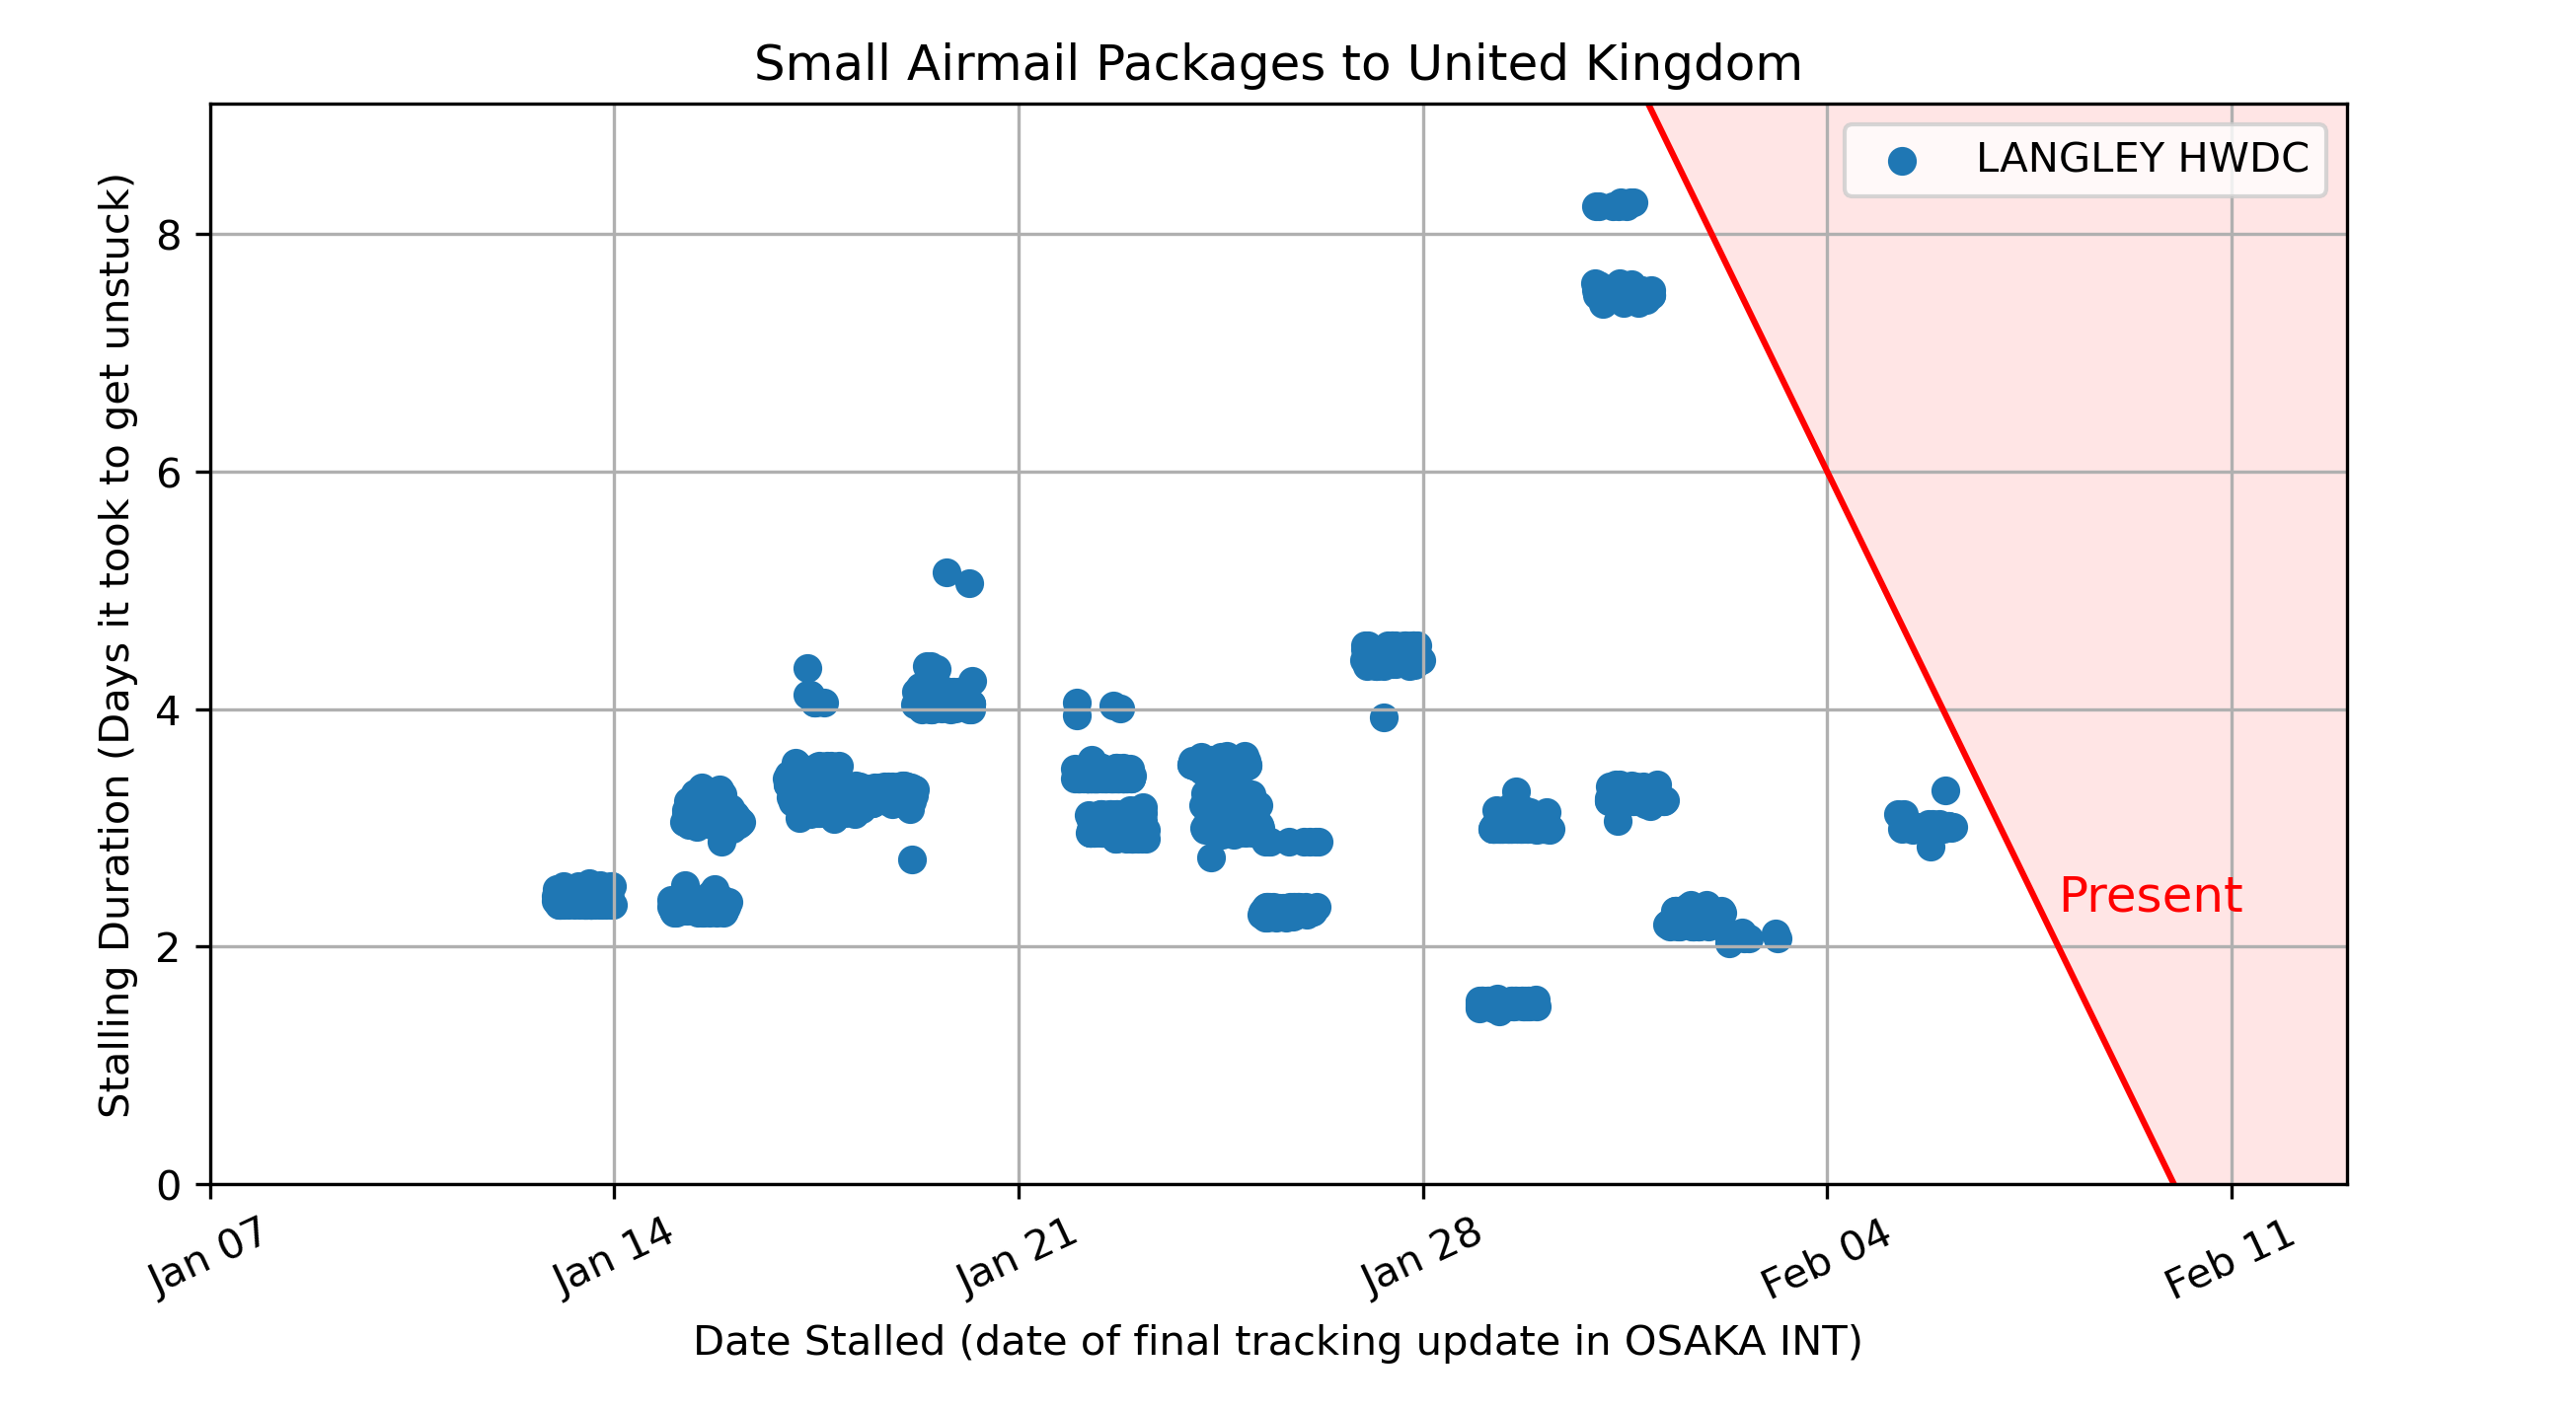 Small Airmail Packages to United Kingdom
LANGLEY HWDC
Stalling Duration (Days it took to get unstuck)
8
6
4
2
0
Present
Jan 07
Jan 14
Jan 21
Jan 28
Feb 04
Feb 11
Date Stalled (date of final tracking update in OSAKA INT)